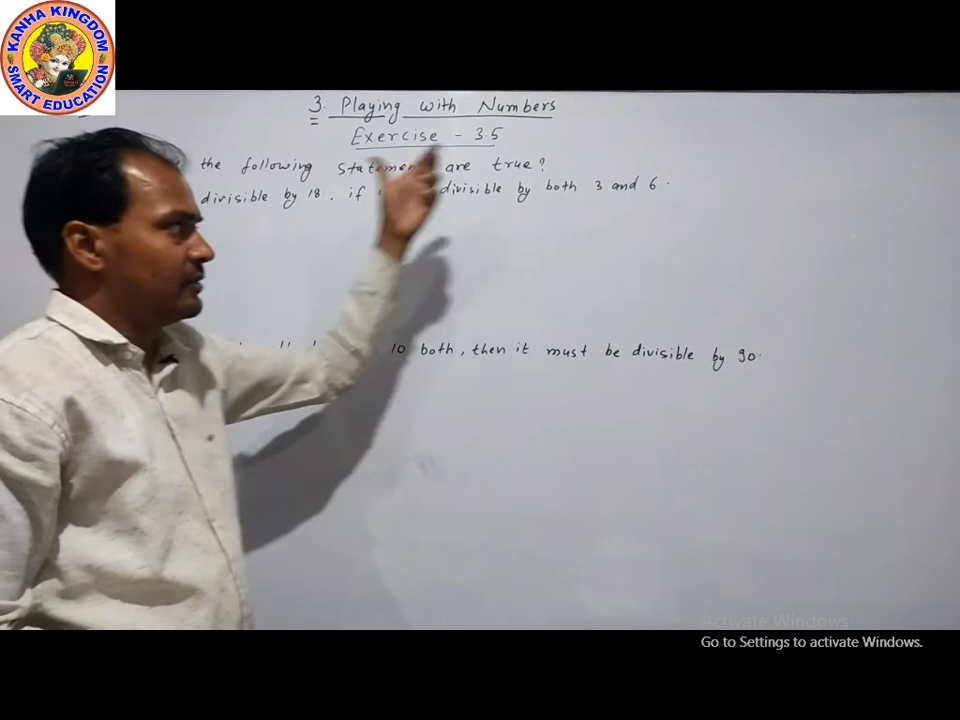 KANHA KINGDOM
SMART EDUCATION
3. Playing with Numbers
Exercise - 3.5
the following statemen are true?
divisible by 18 . if divisible by both 3 and 6.
10 both, then it must be divisible by 90.
Activate Windows
Go to Settings to activate Windows.